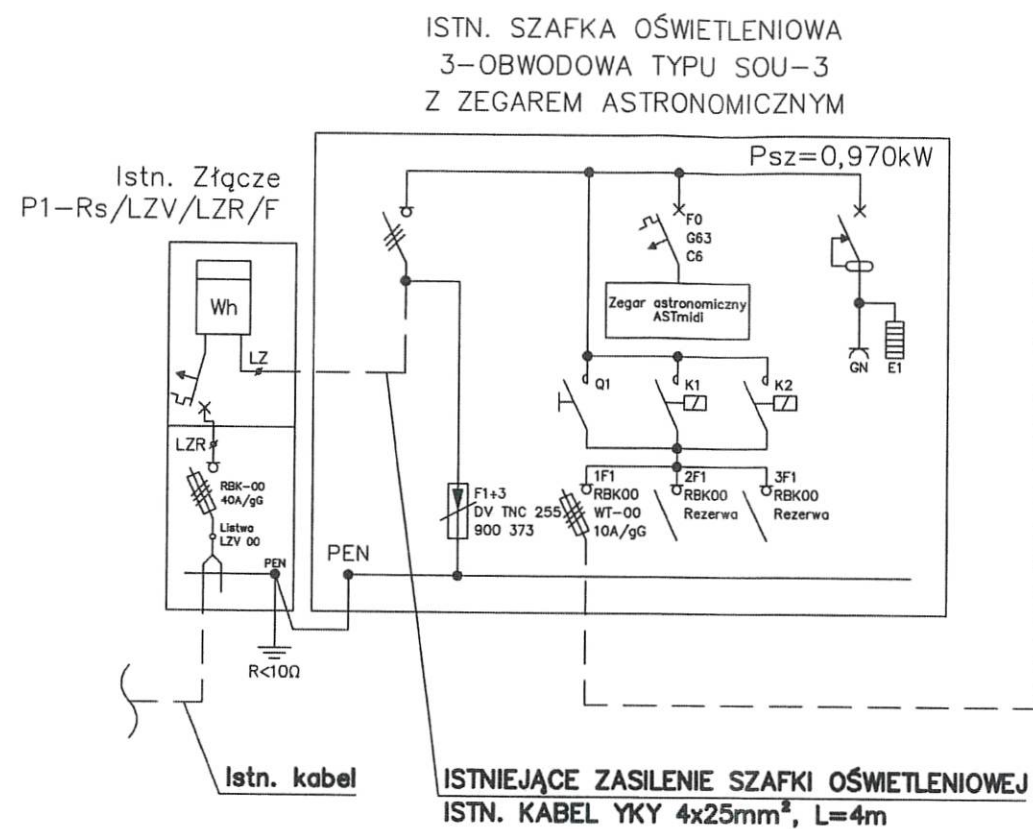 ISTN. SZAFKA OŚWIETLENIOWA
3-OBWODOWA TYPU SOU-3
Z ZEGAREM ASTRONOMICZNYM
Psz=0,970kW
Istn. Złącze
P1-Rs/LZV/LZR/F
Wh
LZ
LZR
RBK-00
40A/gG
Listwa
LZV 00
PEN
R<10Ω
F0
G63
C6
Zegar astronomiczny
ASTmidi
GN
E1
Q1
K1
K2
1F1
RBK00
WT-00
10A/gG
2F1
RBK00
Rezerwa
3F1
RBK00
Rezerwa
F1÷3
DV TNC 255
900 373
PEN
Istn. kabel
ISTNIEJĄCE ZASILENIE SZAFKI OŚWIETLENIOWEJ
ISTN. KABEL YKY 4x25mm², L=4m